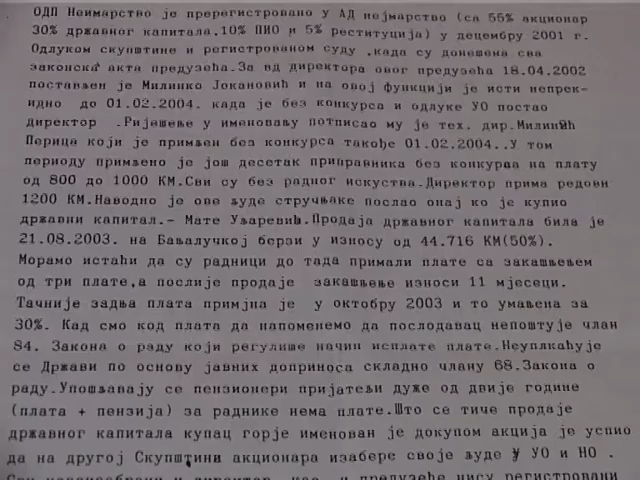 ОДП Неимарство је пререгистровано у АД нејмарство (са 55% акционар
30% државног капитала.10% ПИО и 5% реституција) у децембру 2001 г.
Одлуком скупштине и регистрованом суду ,када су донешена сва
законска акта предузећа.За вд директора овог предузећа 18.04.2002
постављен је Милинко Јокановић и на овој функцији је исти непрек-
идно до 01.02.2004. када је без конкурса и одлуке УО постао
директор .Ријешење у именовању потписао му је тех. дир.Милинчћ
Перица који је примљен без конкурса такође 01.02.2004..У том
периоду примљено је још десетак приправника без конкурва на плату
од 800 до 1000 КМ.Сви су без радног искуства.Директор прима редови
1200 КМ.Наводно је ове људе стручњаке послао онај ко је купио
државни капитал.- Мате Уљаревић.Продаја државног капитала била је
21.08.2003. на Бањалучкој берзи у износу од 44.716 КМ(50%).
Морамо истаћи да су радници до тада примали плате са закашњењем
од три плате,а послије продаје закашњење износи 11 мјесеци.
Тачније задња плата примјна је у октобру 2003 и то умањена за
30%. Кад смо код плата да напоменемо да послодавац непоштује члан
84. Закона о раду који регулише начин исплате плате.Неуплкаћује
се Држави по основу јавних доприноса складно члану 68.Закона о
раду.Упошљавају се пензионери пријатељи дуже од двије године
(плата + пензија) за раднике нема плате.Што се тиче продаје
државног капитала купац горје именован је докупом акција је успио
да на другој Скупштини акционара изабере своје људе у УО и НО .